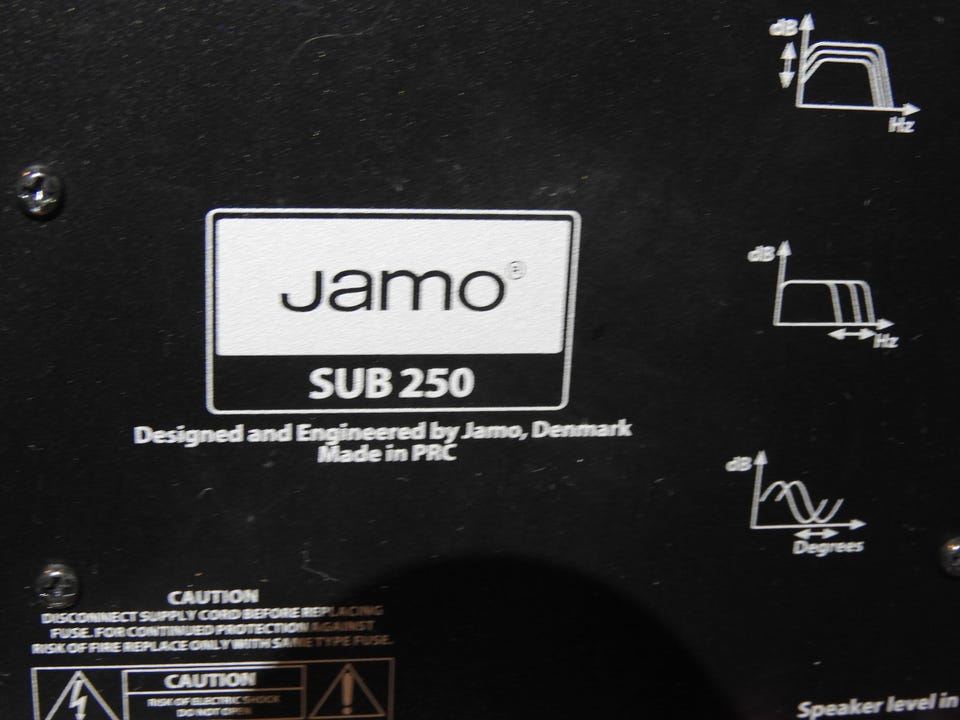 dB
Hz
Jamo®
SUB 250
Designed and Engineered by Jamo, Denmark
Made in PRC
dB
Hz
dB
Degrees
CAUTION
DISCONNECT SUPPLY CORD BEFORE REPLACING
FUSE. FOR CONTINUED PROTECTION AGAINST
RISK OF FIRE REPLACE ONLY WITH SAME TYPE FUSE.
CAUTION
RISK OF ELECTRIC SHOCK
DO NOT OPEN
Speaker level in